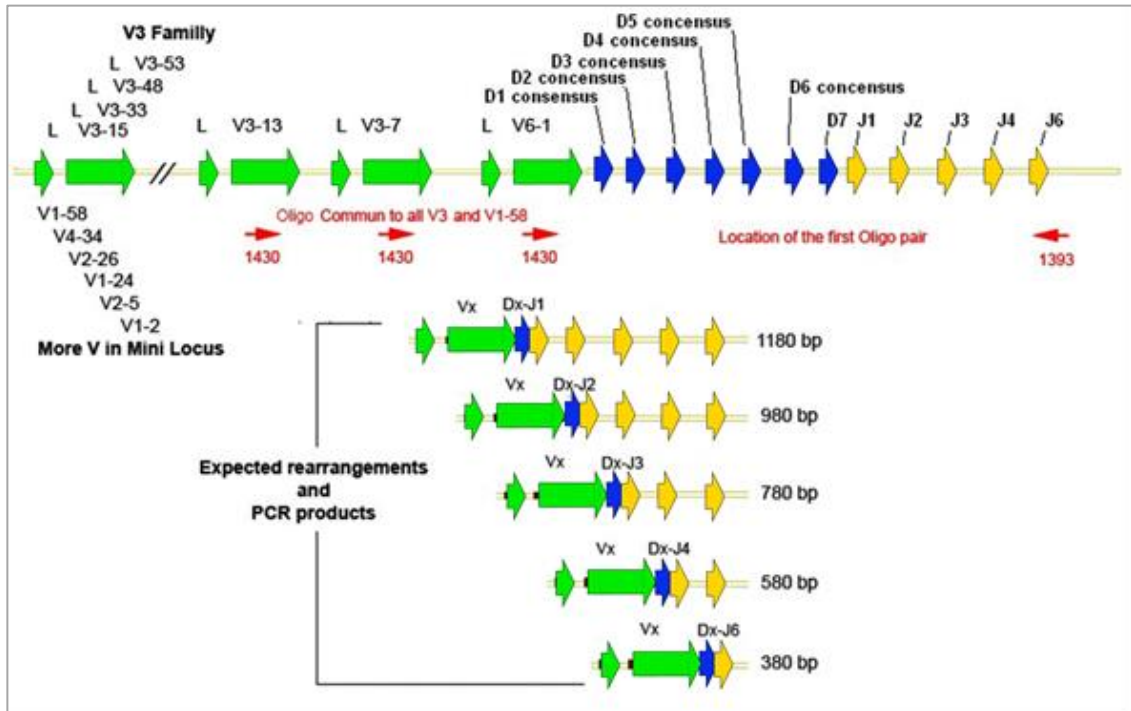 V3 Familly
L V3-53
L V3-48
L V3-33
L V3-15
L V3-13
L V3-7
L V6-1
D5 concensus
D4 concensus
D3 concensus
D2 concensus
D1 consensus
D6 concensus
D7 J1 J2 J3 J4 J6
V1-58
V4-34
V2-26
V1-24
V2-5
V1-2
More V in Mini Locus
Oligo Commun to all V3 and V1-58
1430 1430 1430
Location of the first Oligo pair
1393
Expected rearrangements
and
PCR products
Vx Dx-J1
1180 bp
Vx Dx-J2
980 bp
Vx Dx-J3
780 bp
Vx Dx-J4
580 bp
Vx Dx-J6
380 bp